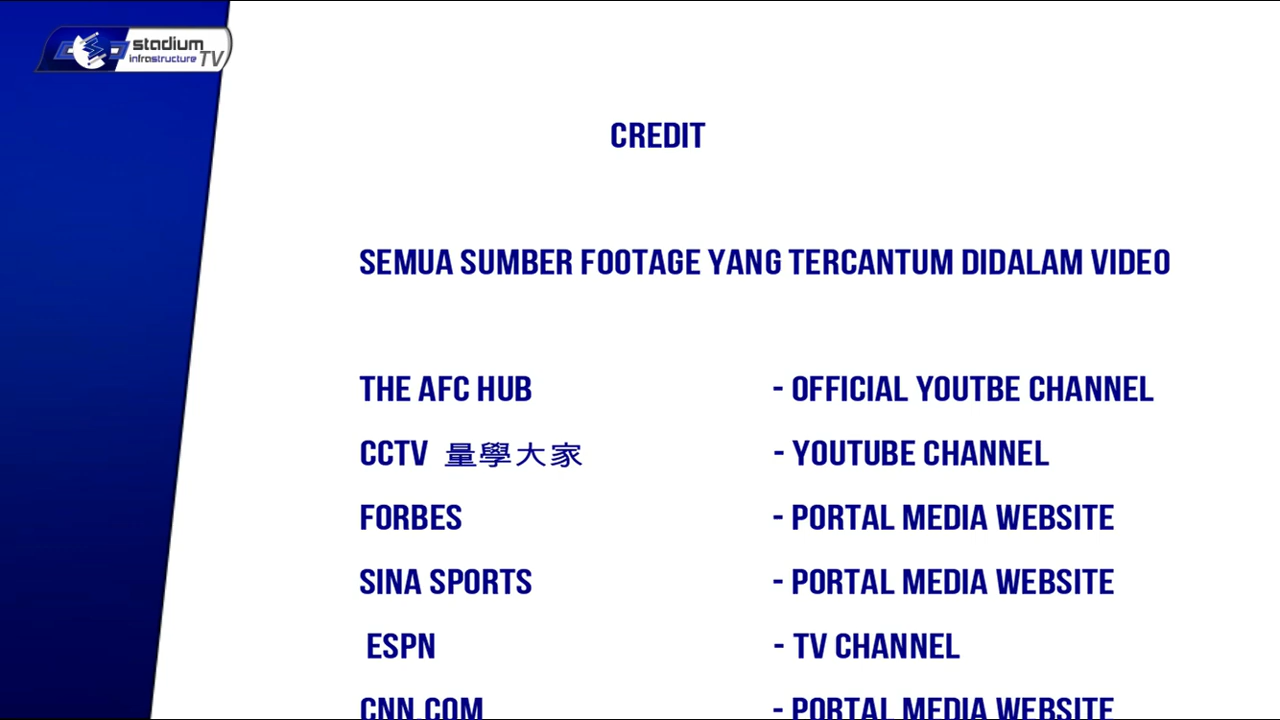 stadium
infrastructure TV
CREDIT
SEMUA SUMBER FOOTAGE YANG TERCANTUM DIDALAM VIDEO
THE AFC HUB - OFFICIAL YOUTBE CHANNEL
CCTV 量學大家 - YOUTUBE CHANNEL
FORBES - PORTAL MEDIA WEBSITE
SINA SPORTS - PORTAL MEDIA WEBSITE
ESPN - TV CHANNEL
CNN.COM - PORTAL MEDIA WEBSITE